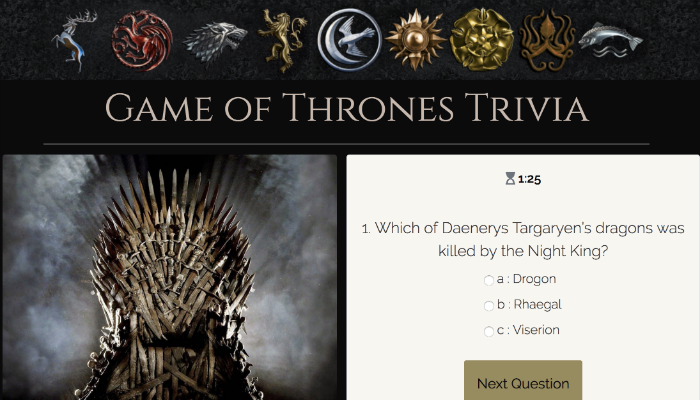 Game of Thrones Trivia
1:25
1. Which of Daenerys Targaryen's dragons was
killed by the Night King?
a : Drogon
b : Rhaegal
c : Viserion
Next Question